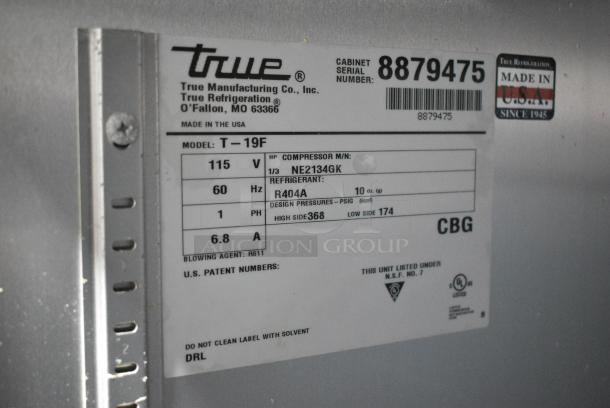 true®
True Manufacturing Co., Inc.
True Refrigeration®
O'Fallon, MO 63366
MADE IN THE USA
CABINET SERIAL NUMBER: 8879475
8879475
TRUE REFRIGERATION
MADE IN
U.S.A.
SINCE 1945
MODEL: T-19F
115 V
60 Hz
1 PH
6.8 A
HP COMPRESSOR M/N:
1/3 NE2134GK
REFRIGERANT:
R404A 10 oz.
DESIGN PRESSURES-PSIG
HIGH SIDE 368 LOW SIDE 174
CBG
AUCTION GROUP
BLOWING AGENT: R611
U.S. PATENT NUMBERS:
THIS UNIT LISTED UNDER
N.S.F. NO. 7
UL
DO NOT CLEAN LABEL WITH SOLVENT
DRL